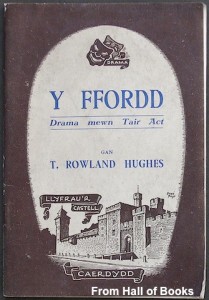 DRAMA
Y FFORDD
Drama mewn Tair Act
GAN
T. ROWLAND HUGHES
LLYFRAU'R
CASTELL
CAERDYDD
From Hall of Books